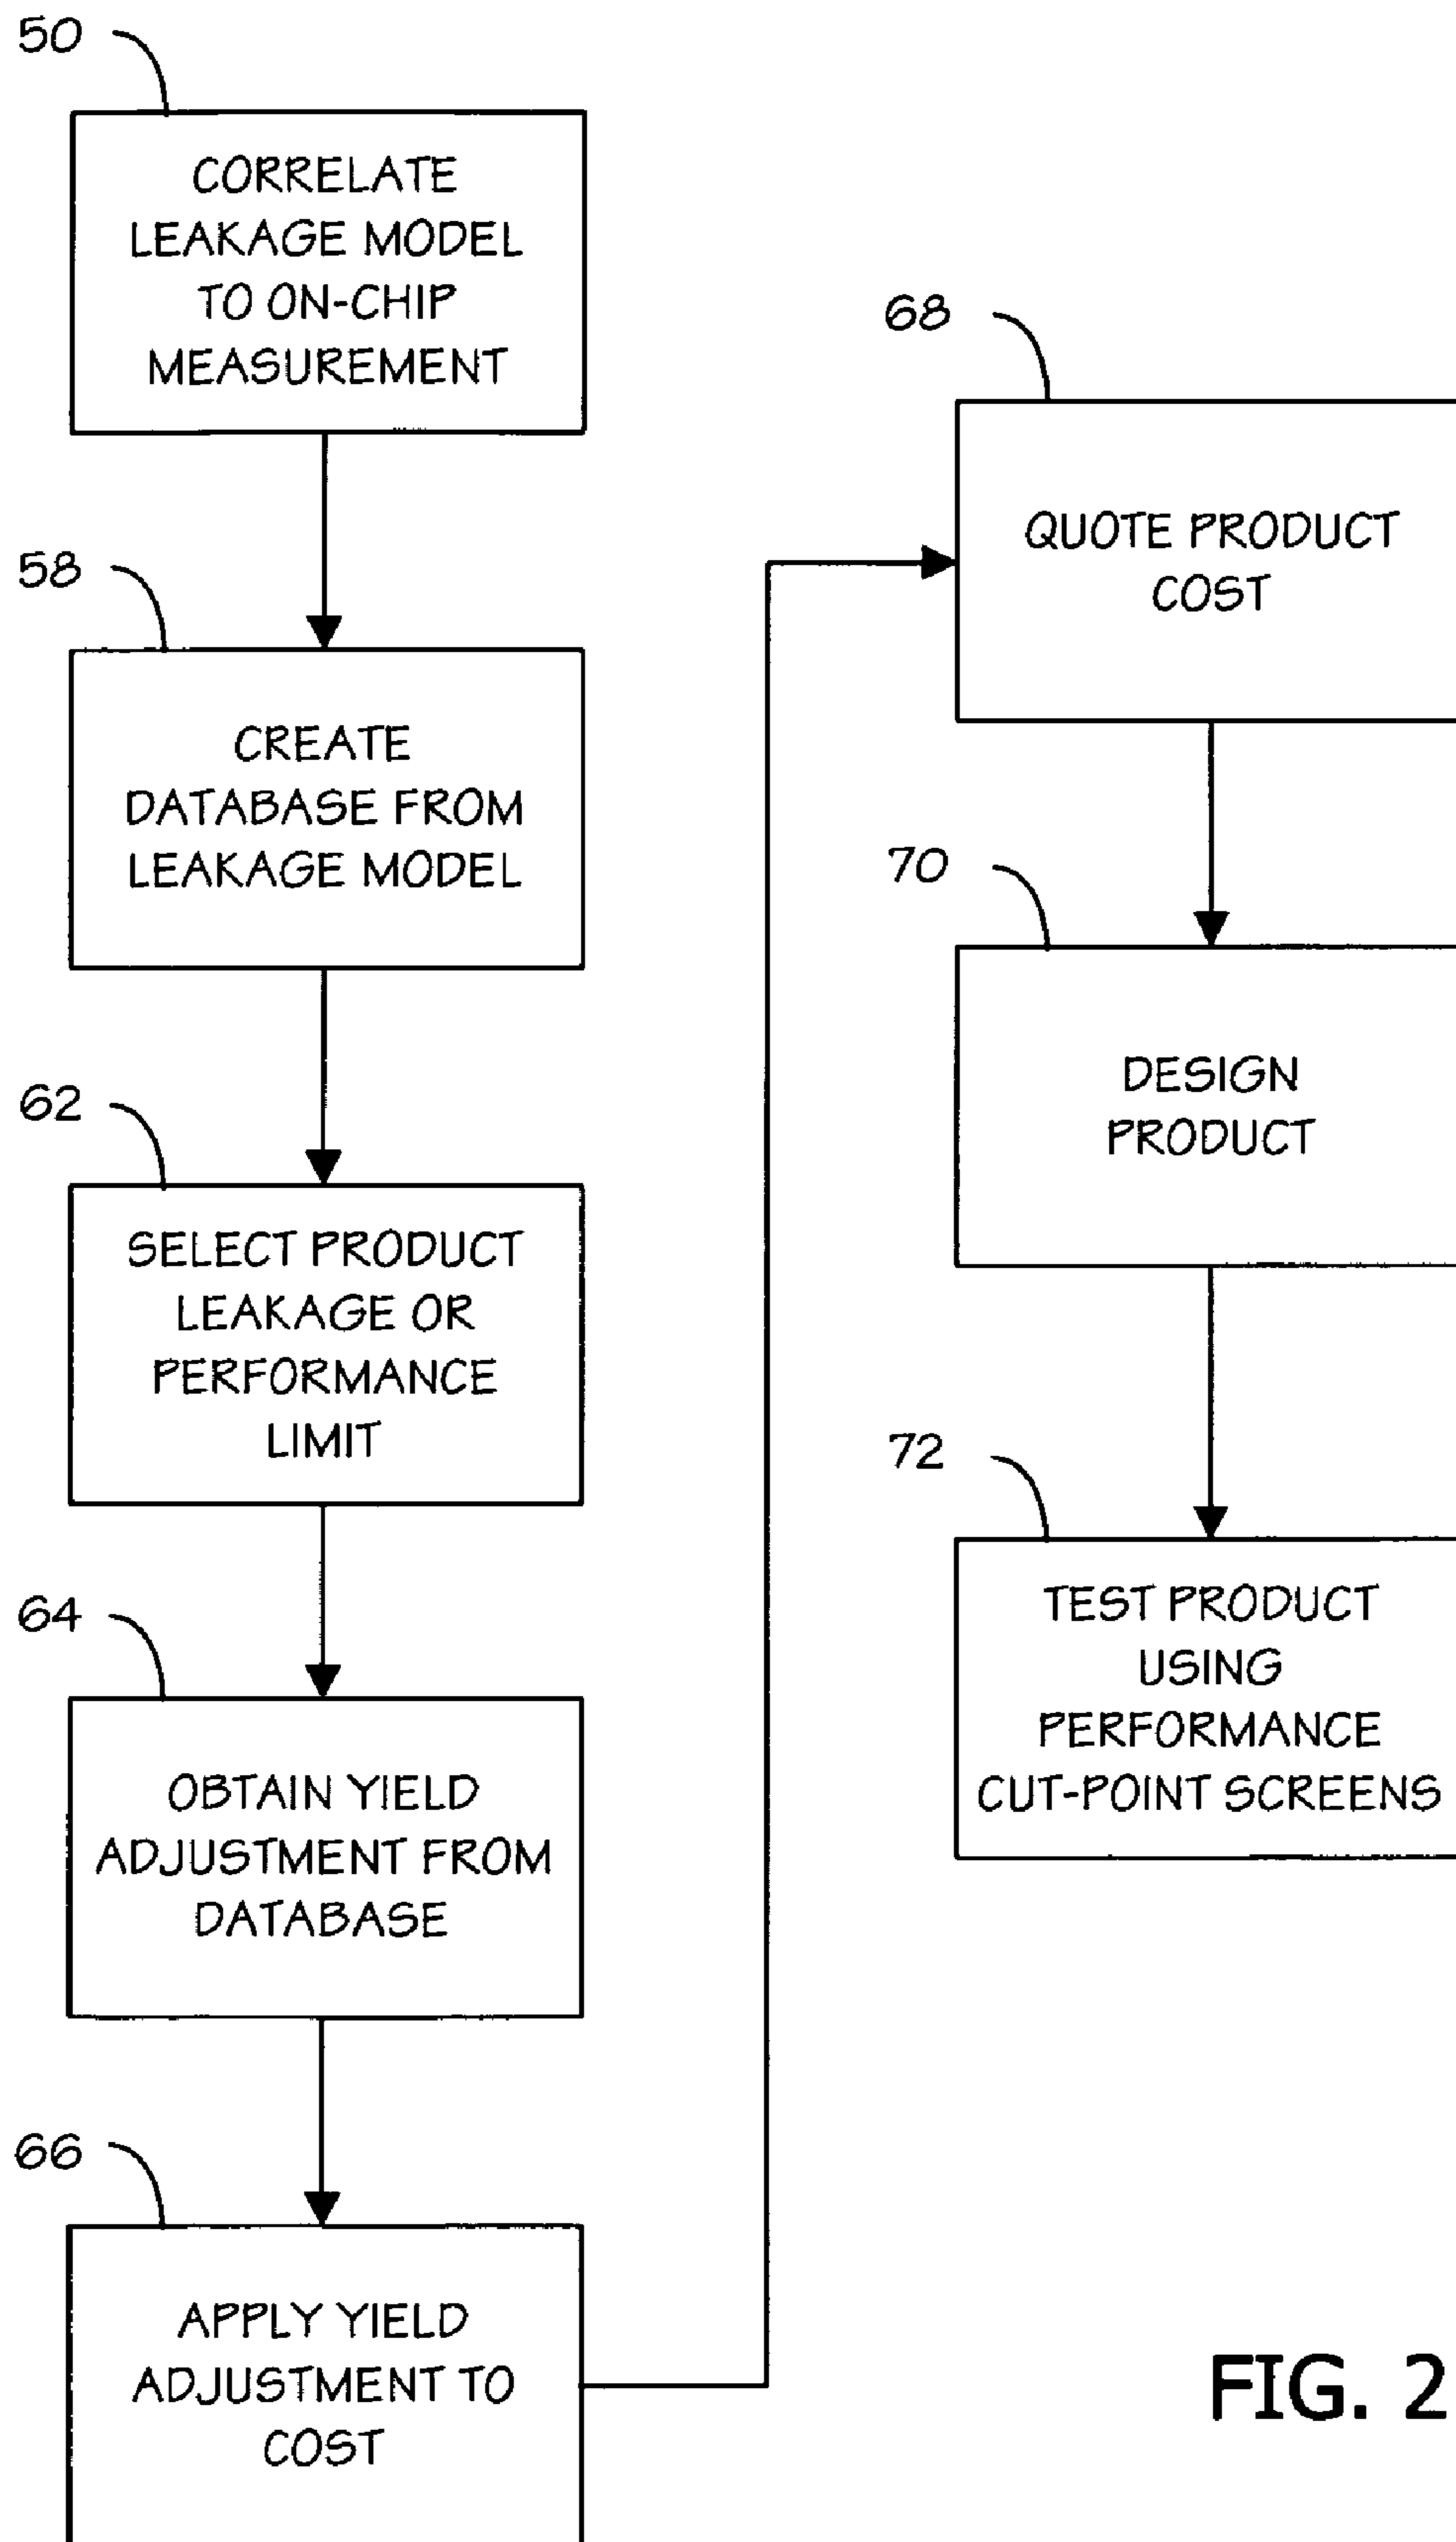 50
CORRELATE
LEAKAGE MODEL
TO ON-CHIP
MEASUREMENT
58
CREATE
DATABASE FROM
LEAKAGE MODEL
62
SELECT PRODUCT
LEAKAGE OR
PERFORMANCE
LIMIT
64
OBTAIN YIELD
ADJUSTMENT FROM
DATABASE
66
APPLY YIELD
ADJUSTMENT TO
COST
68
QUOTE PRODUCT
COST
70
DESIGN
PRODUCT
72
TEST PRODUCT
USING
PERFORMANCE
CUT-POINT SCREENS
FIG. 2